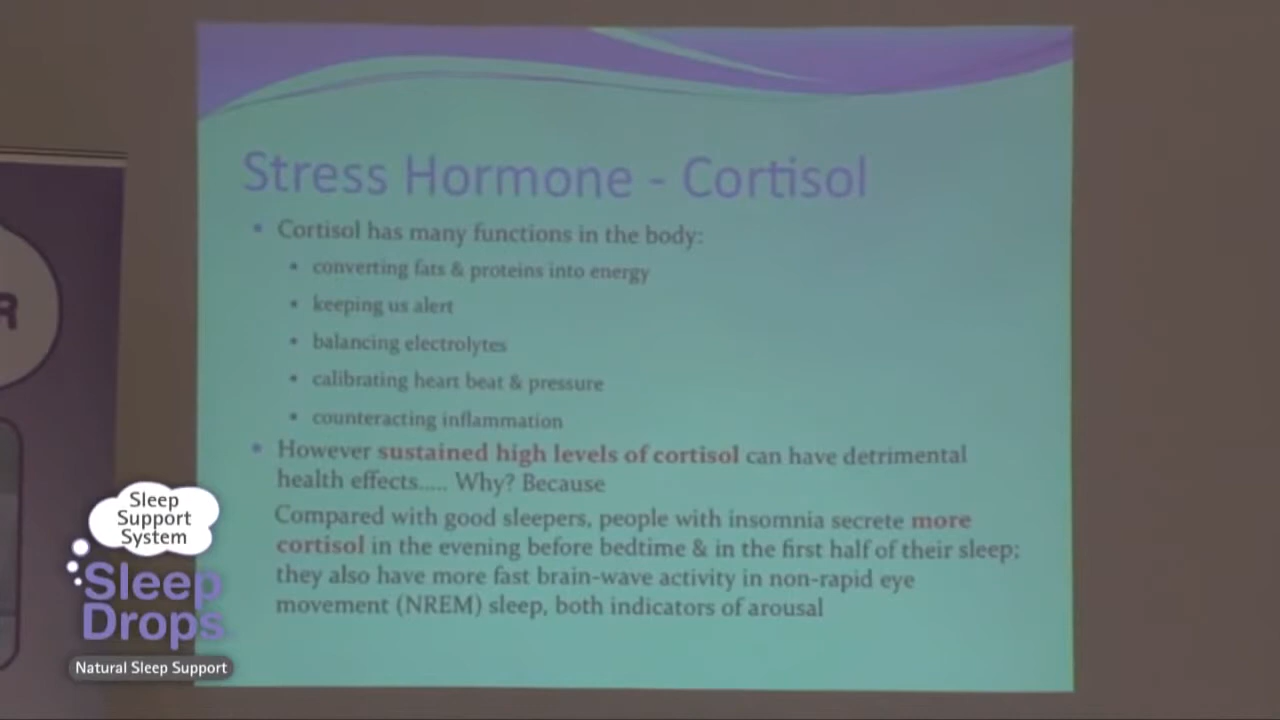 Stress Hormone - Cortisol
• Cortisol has many functions in the body:
• converting fats & proteins into energy
• keeping us alert
• balancing electrolytes
• calibrating heart beat & pressure
• counteracting inflammation
• However sustained high levels of cortisol can have detrimental
health effects..... Why? Because
Compared with good sleepers, people with insomnia secrete more
cortisol in the evening before bedtime & in the first half of their sleep;
they also have more fast brain-wave activity in non-rapid eye
movement (NREM) sleep, both indicators of arousal
R
Sleep
Support
System
Sleep
Drops
Natural Sleep Support